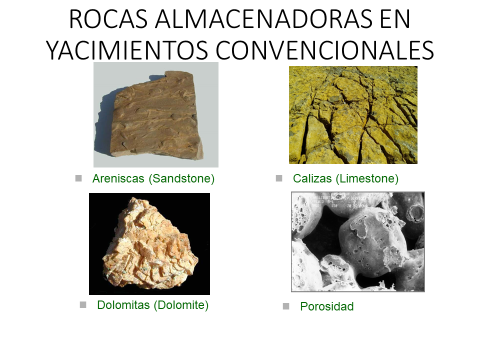 ROCAS ALMACENADORAS EN
YACIMIENTOS CONVENCIONALES
Areniscas (Sandstone)
Calizas (Limestone)
Dolomitas (Dolomite)
Porosidad